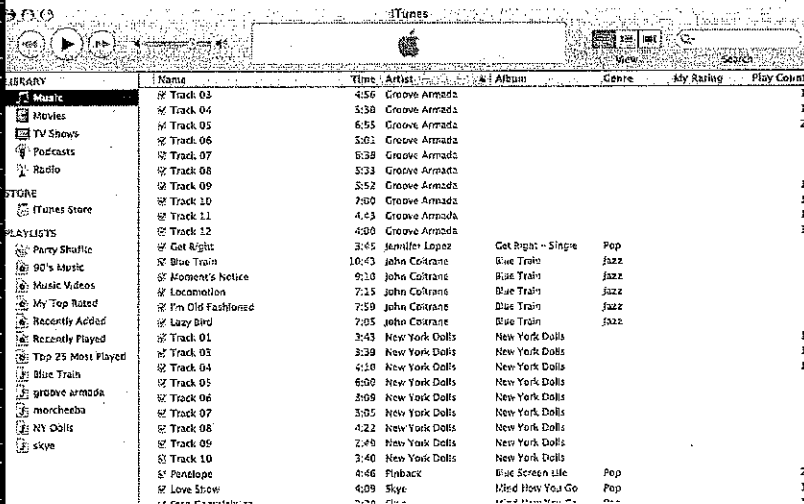 iTunes
View
Search
LIBRARY
Music
Movies
TV Shows
Podcasts
Radio
STORE
iTunes Store
PLAYLISTS
Party Shuffle
90's Music
Music Videos
My Top Rated
Recently Added
Recently Played
Top 25 Most Played
Blue Train
groove armada
morcheeba
NY Dolls
skye
Name Time Artist Album Genre My Rating Play Count
Track 03 4:56 Groove Armada
Track 04 5:30 Groove Armada
Track 05 6:55 Groove Armada 2
Track 06 5:01 Groove Armada
Track 07 Groove Armada
Track 08 5:33 Groove Armada
Track 09 5:52 Groove Armada
Track 10 7:00 Groove Armada
Track 11 4:43 Groove Armada
Track 12 4:00 Groove Armada
Get Right 3:45 Jennifer Lopez Get Right - Single Pop
Blue Train 10:43 John Coltrane Blue Train Jazz
Moment's Notice 9:10 John Coltrane Blue Train Jazz
Locomotion 7:15 John Coltrane Blue Train Jazz
I'm Old Fashioned 7:59 John Coltrane Blue Train Jazz
Lazy Bird 7:05 John Coltrane Blue Train Jazz
Track 01 3:43 New York Dolls New York Dolls
Track 03 3:39 New York Dolls New York Dolls
Track 04 4:10 New York Dolls New York Dolls
Track 05 6:00 New York Dolls New York Dolls
Track 06 New York Dolls New York Dolls
Track 07 3:05 New York Dolls New York Dolls
Track 08 4:22 New York Dolls New York Dolls
Track 09 New York Dolls New York Dolls
Track 10 3:40 New York Dolls New York Dolls
Penelope 4:46 Pinback Blue Screen Life Pop 2
Love Show 4:09 Skye Mind How You Go Pop